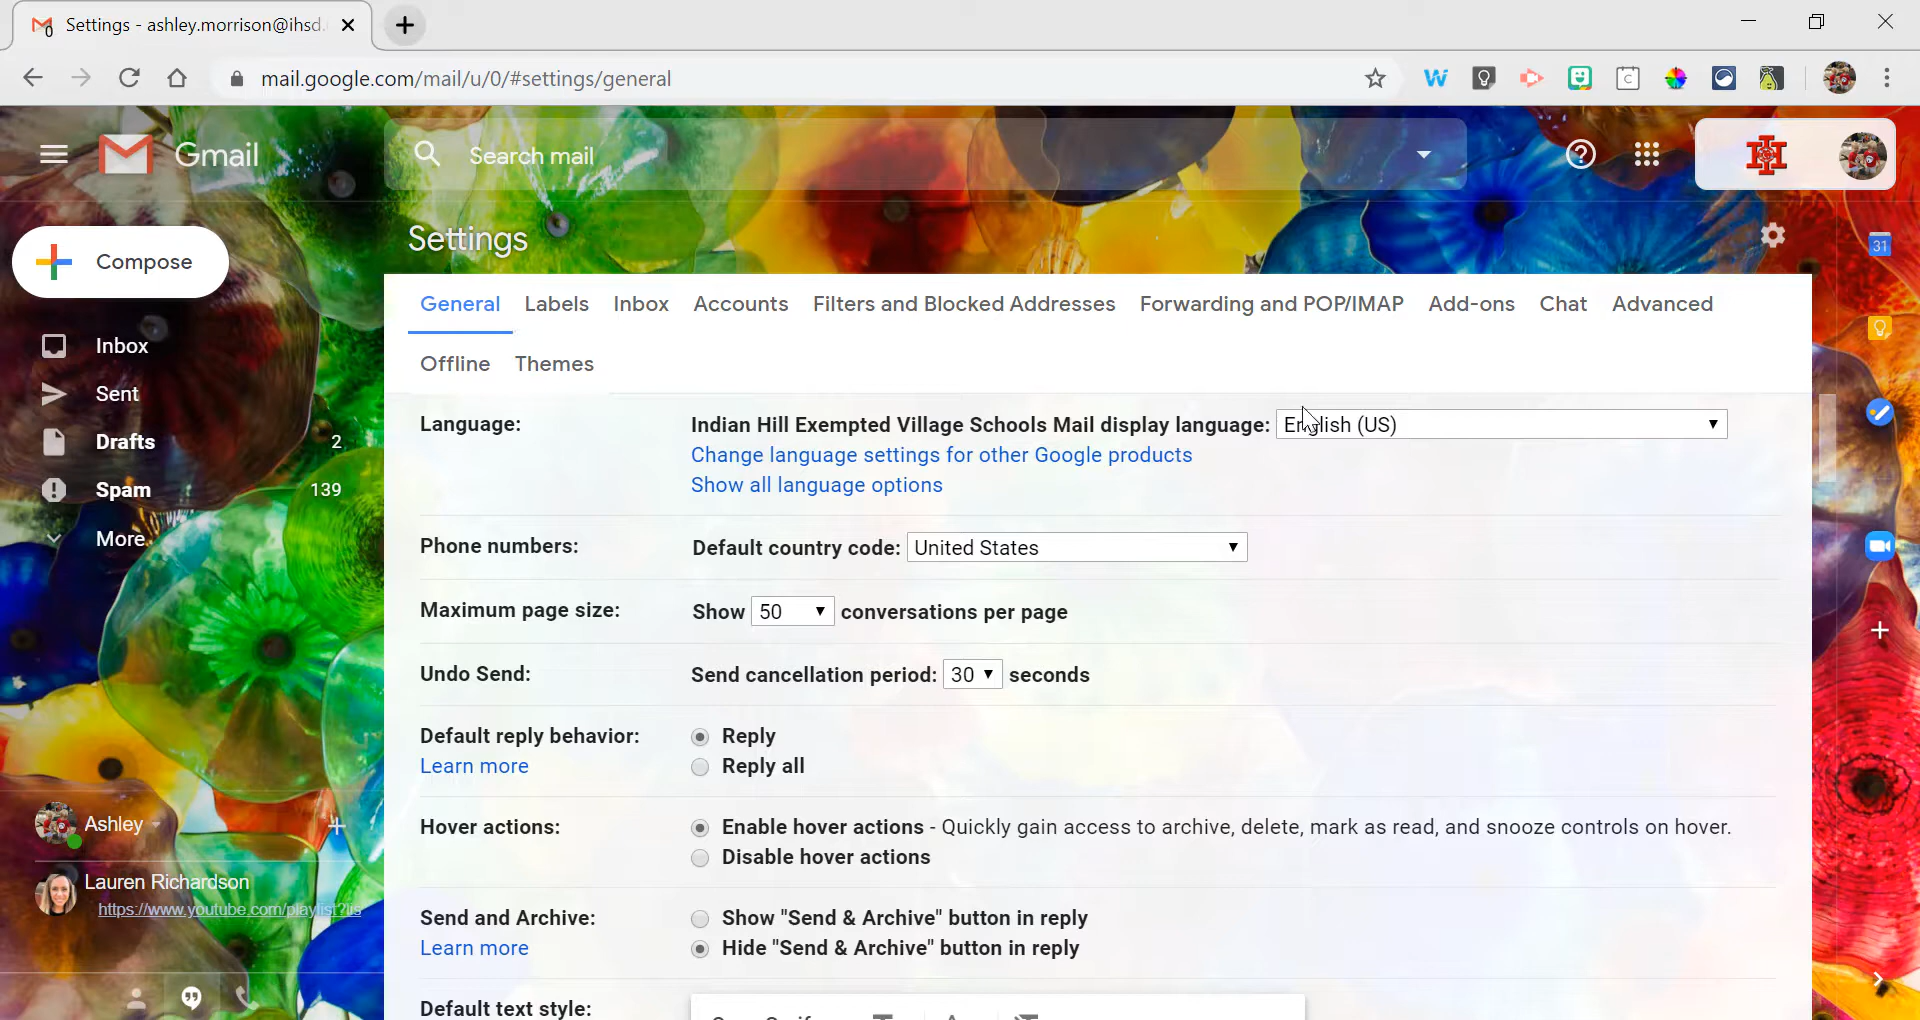 Settings - ashley.morrison@ihsd.
mail.google.com/mail/u/0/#settings/general
W
C
Gmail
Search mail
Settings
31
Compose
General Labels Inbox Accounts Filters and Blocked Addresses Forwarding and POP/IMAP Add-ons Chat Advanced
Offline Themes
Inbox
Sent
Drafts 2
Spam 139
More
Language: Indian Hill Exempted Village Schools Mail display language: English (US)
Change language settings for other Google products
Show all language options
Phone numbers: Default country code: United States
Maximum page size: Show 50 conversations per page
Undo Send: Send cancellation period: 30 seconds
Default reply behavior: Reply
Learn more Reply all
Hover actions: Enable hover actions - Quickly gain access to archive, delete, mark as read, and snooze controls on hover.
Disable hover actions
Send and Archive: Show "Send & Archive" button in reply
Learn more Hide "Send & Archive" button in reply
Default text style:
Ashley
Lauren Richardson
https://www.youtube.com/playlist?lis